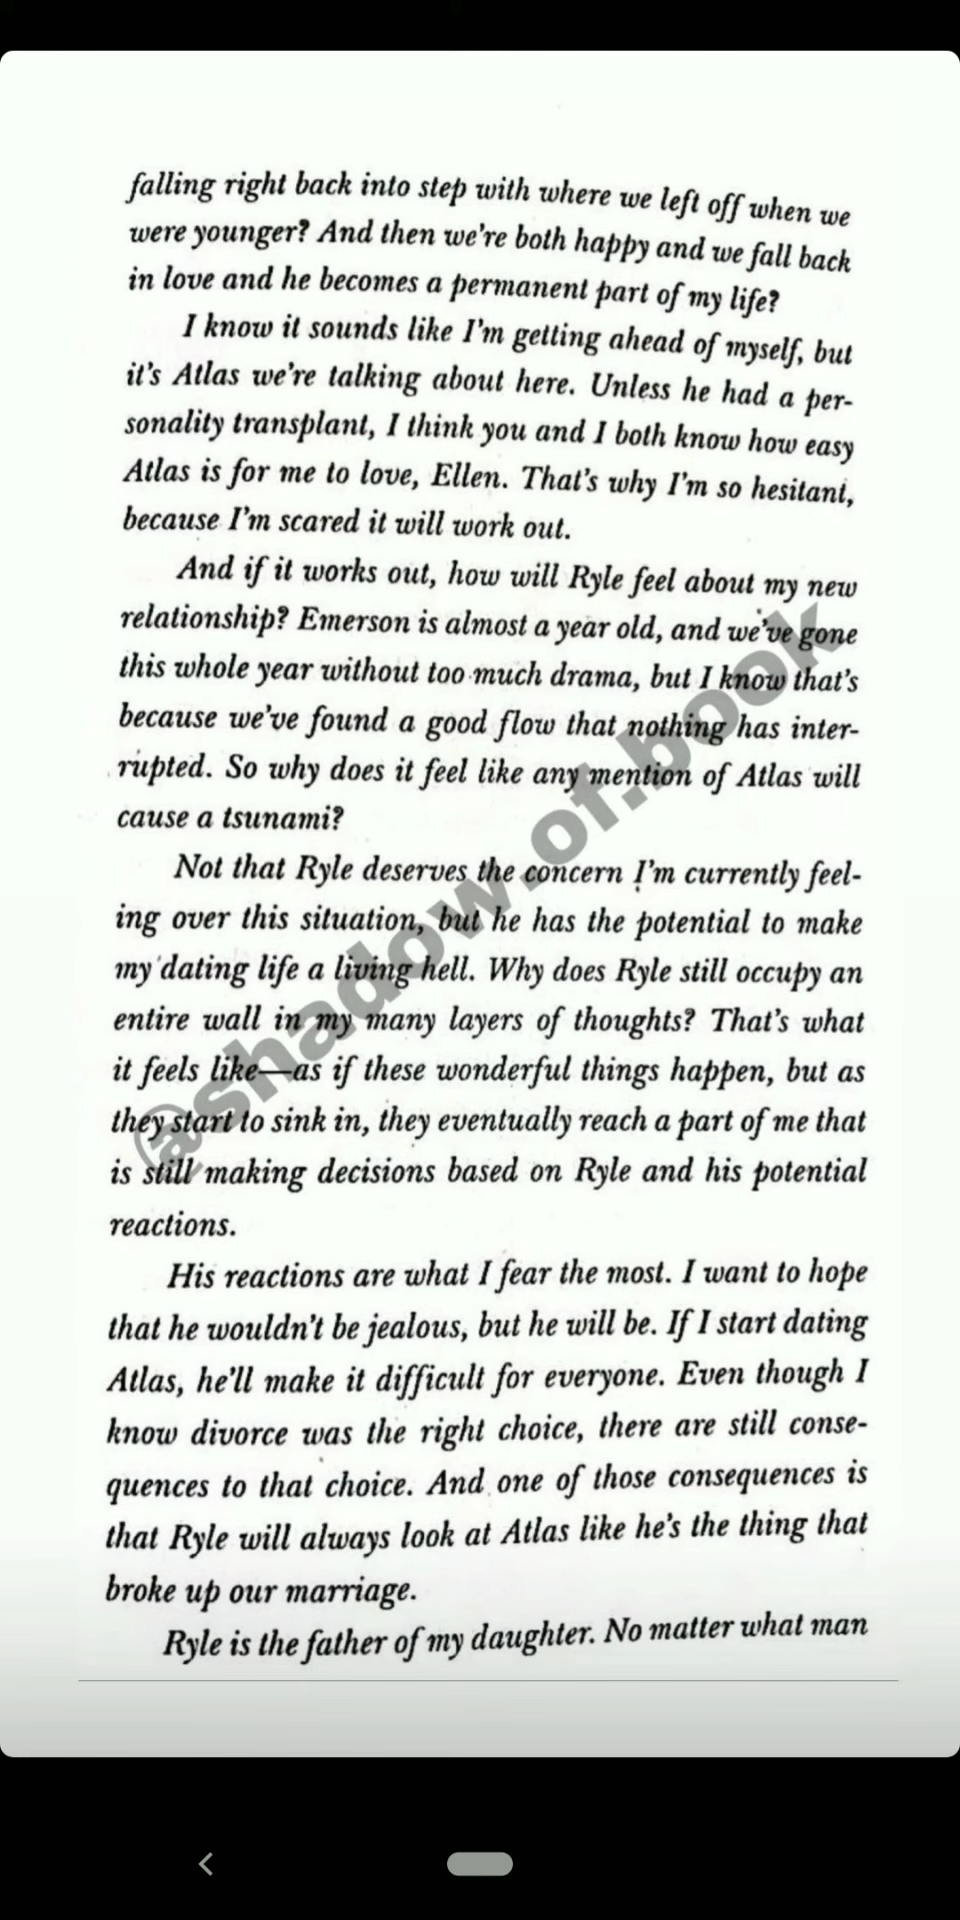 falling right back into step with where we left off when we
were younger? And then we're both happy and we fall back
in love and he becomes a permanent part of my life?
I know it sounds like I'm getting ahead of myself, but
it's Atlas we're talking about here. Unless he had a per-
sonality transplant, I think you and I both know how easy
Atlas is for me to love, Ellen. That's why I'm so hesitant,
because I'm scared it will work out.
And if it works out, how will Ryle feel about my new
relationship? Emerson is almost a year old, and we've gone
this whole year without too much drama, but I know that's
because we've found a good flow that nothing has inter-
rupted. So why does it feel like any mention of Atlas will
cause a tsunami?
Not that Ryle deserves the concern I'm currently feel-
ing over this situation, but he has the potential to make
my dating life a living hell. Why does Ryle still occupy an
entire wall in my many layers of thoughts? That's what
it feels like—as if these wonderful things happen, but as
they start to sink in, they eventually reach a part of me that
is still making decisions based on Ryle and his potential
reactions.
His reactions are what I fear the most. I want to hope
that he wouldn't be jealous, but he will be. If I start dating
Atlas, he'll make it difficult for everyone. Even though I
know divorce was the right choice, there are still conse-
quences to that choice. And one of those consequences is
that Ryle will always look at Atlas like he's the thing that
broke up our marriage.
Ryle is the father of my daughter. No matter what man
@shadow.of.book